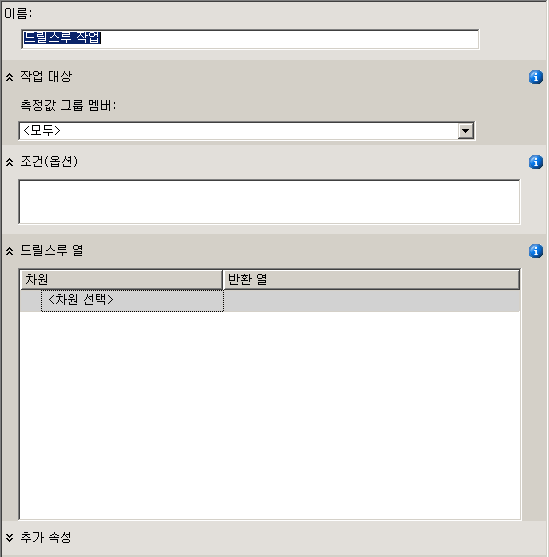 이름:
드릴스루 작업
작업 대상
측정값 그룹 멤버:
<모두>
조건(옵션)
드릴스루 열
차원 반환 열
<차원 선택>
추가 속성